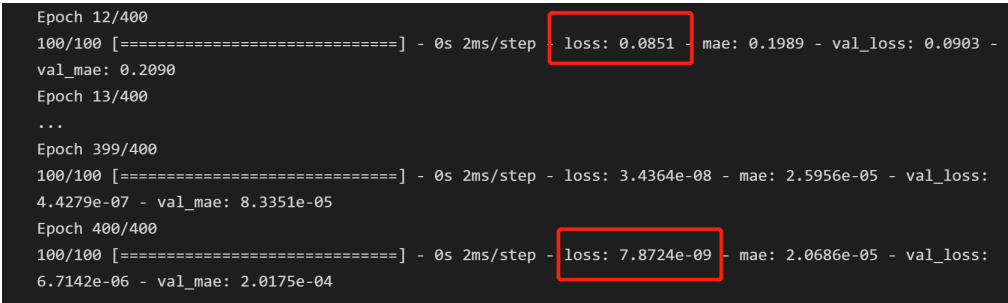 Epoch 12/400
100/100 [==============================] - 0s 2ms/step - loss: 0.0851 - mae: 0.1989 - val_loss: 0.0903 -
val_mae: 0.2090
Epoch 13/400
...
Epoch 399/400
100/100 [==============================] - 0s 2ms/step - loss: 3.4364e-08 - mae: 2.5956e-05 - val_loss:
4.4279e-07 - val_mae: 8.3351e-05
Epoch 400/400
100/100 [==============================] - 0s 2ms/step - loss: 7.8724e-09 - mae: 2.0686e-05 - val_loss:
6.7142e-06 - val_mae: 2.0175e-04